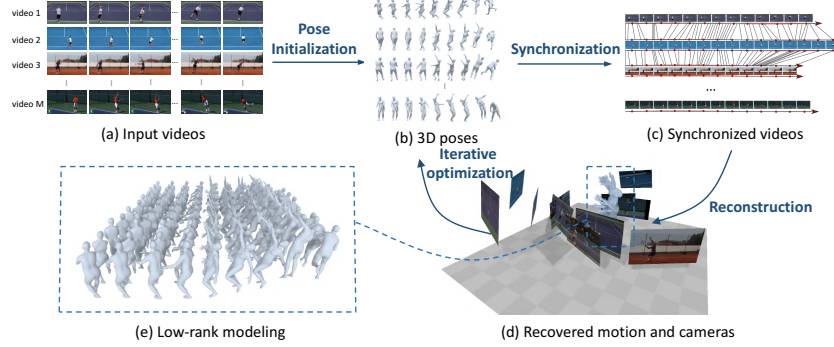 video 1
video 2
video 3
video M
Pose
Initialization
Synchronization
...
(a) Input videos
(b) 3D poses
(c) Synchronized videos
Iterative
optimization
Reconstruction
(e) Low-rank modeling
(d) Recovered motion and cameras